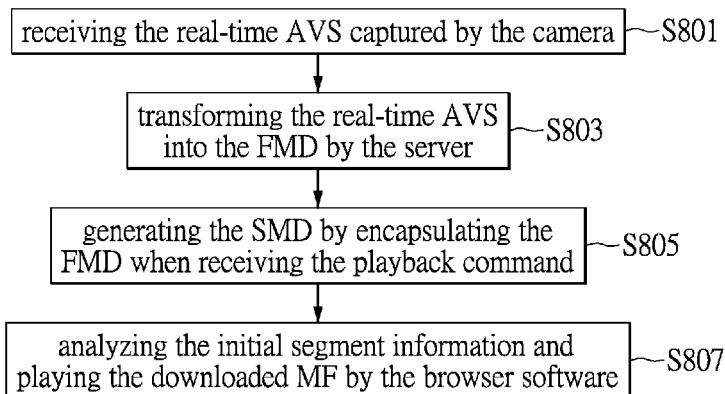 receiving the real-time AVS captured by the camera
S801
transforming the real-time AVS
into the FMD by the server
S803
generating the SMD by encapsulating the
FMD when receiving the playback command
S805
analyzing the initial segment information and
playing the downloaded MF by the browser software
S807